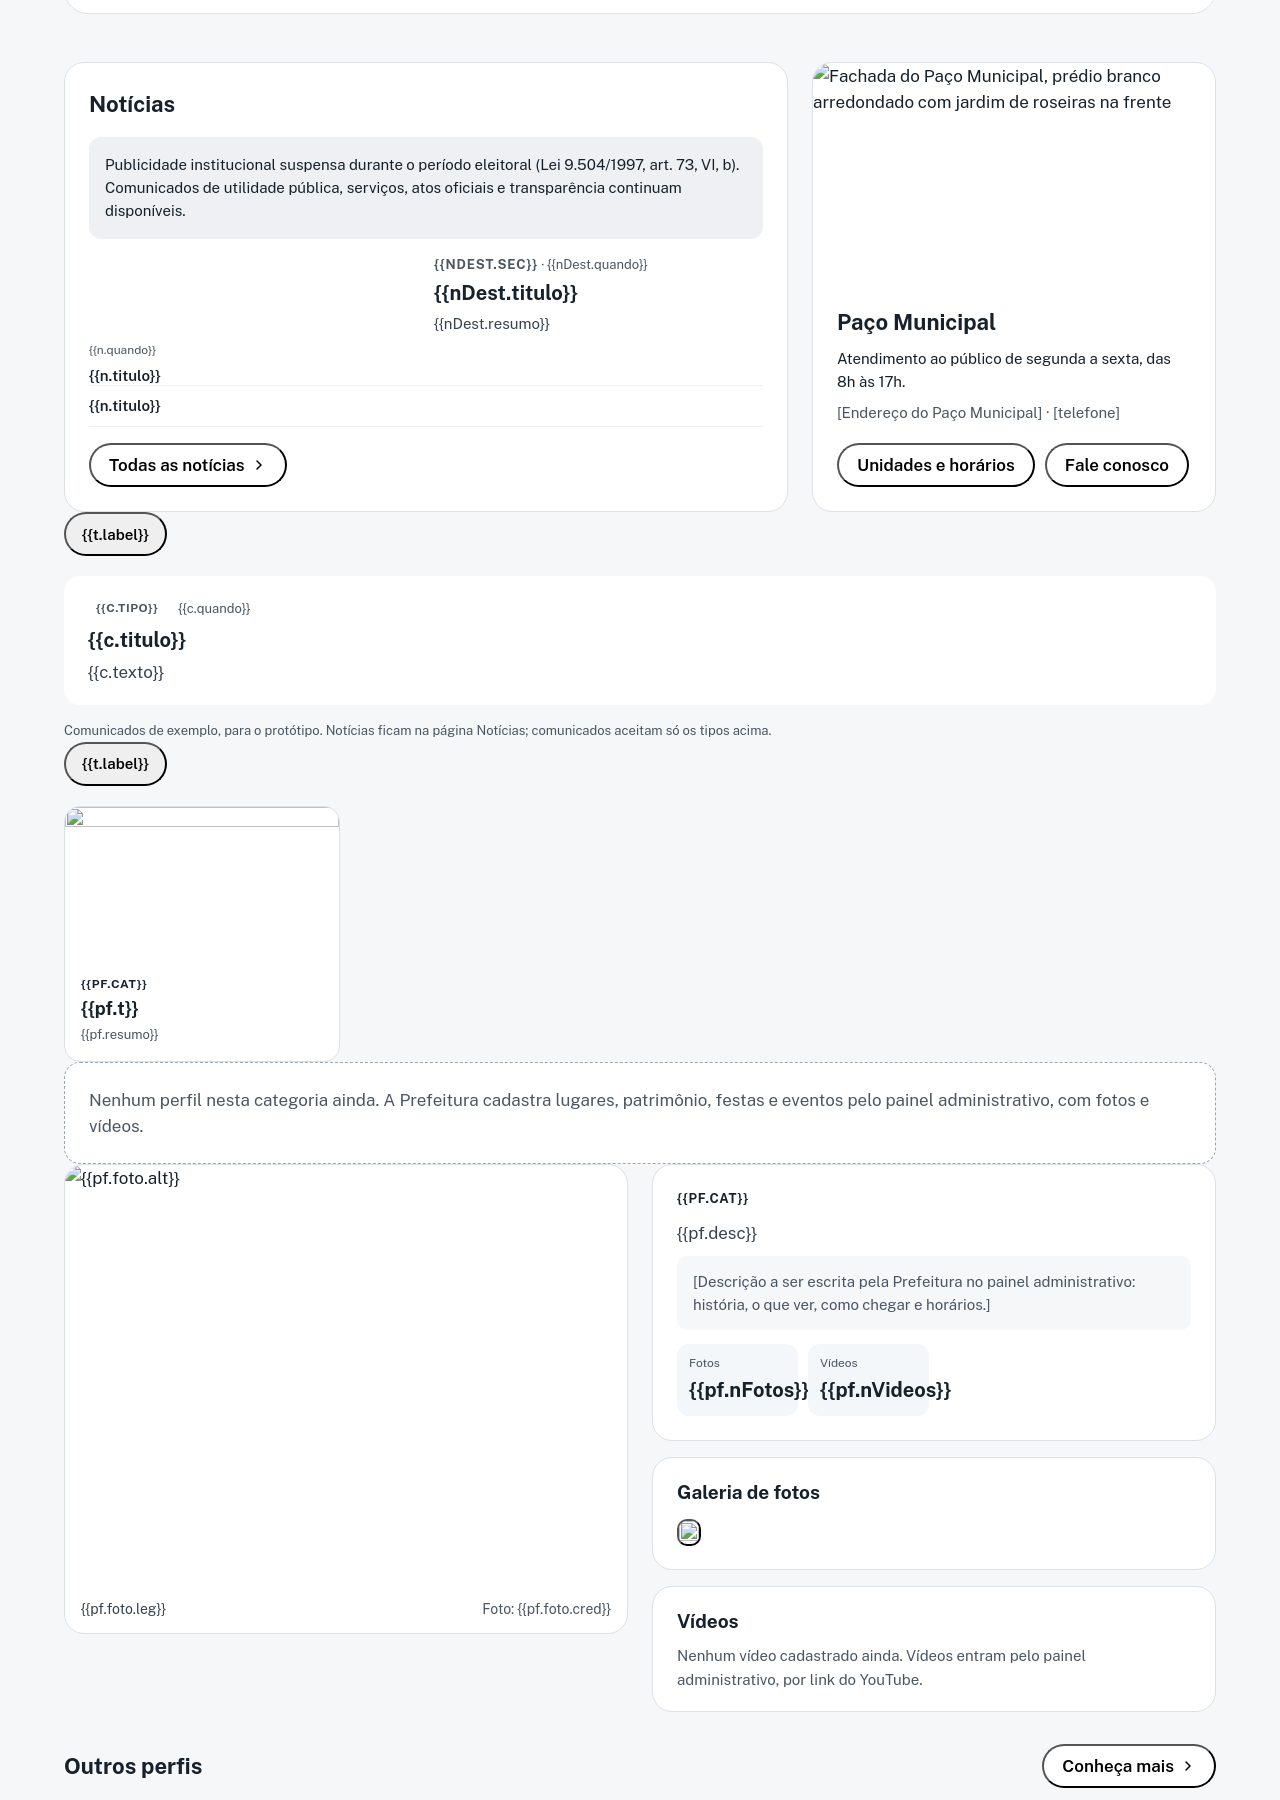 Notícias
Publicidade institucional suspensa durante o período eleitoral (Lei 9.504/1997, art. 73, VI, b).
Comunicados de utilidade pública, serviços, atos oficiais e transparência continuam
disponíveis.
{{NDEST.SEC}} · {{nDest.quando}}
{{nDest.titulo}}
{{nDest.resumo}}
{{n.quando}}
{{n.titulo}}
{{n.titulo}}
Todas as notícias
Fachada do Paço Municipal, prédio branco
arredondado com jardim de roseiras na frente
Paço Municipal
Atendimento ao público de segunda a sexta, das
8h às 17h.
[Endereço do Paço Municipal] · [telefone]
Unidades e horários
Fale conosco
{{t.label}}
{{C.TIPO}} {{c.quando}}
{{c.titulo}}
{{c.texto}}
Comunicados de exemplo, para o protótipo. Notícias ficam na página Notícias; comunicados aceitam só os tipos acima.
{{t.label}}
{{PF.CAT}}
{{pf.t}}
{{pf.resumo}}
Nenhum perfil nesta categoria ainda. A Prefeitura cadastra lugares, patrimônio, festas e eventos pelo painel administrativo, com fotos e
vídeos.
{{pf.foto.alt}}
{{pf.foto.leg}}
Foto: {{pf.foto.cred}}
{{PF.CAT}}
{{pf.desc}}
[Descrição a ser escrita pela Prefeitura no painel administrativo:
história, o que ver, como chegar e horários.]
Fotos
{{pf.nFotos}}
Vídeos
{{pf.nVideos}}
Galeria de fotos
Vídeos
Nenhum vídeo cadastrado ainda. Vídeos entram pelo painel
administrativo, por link do YouTube.
Outros perfis
Conheça mais